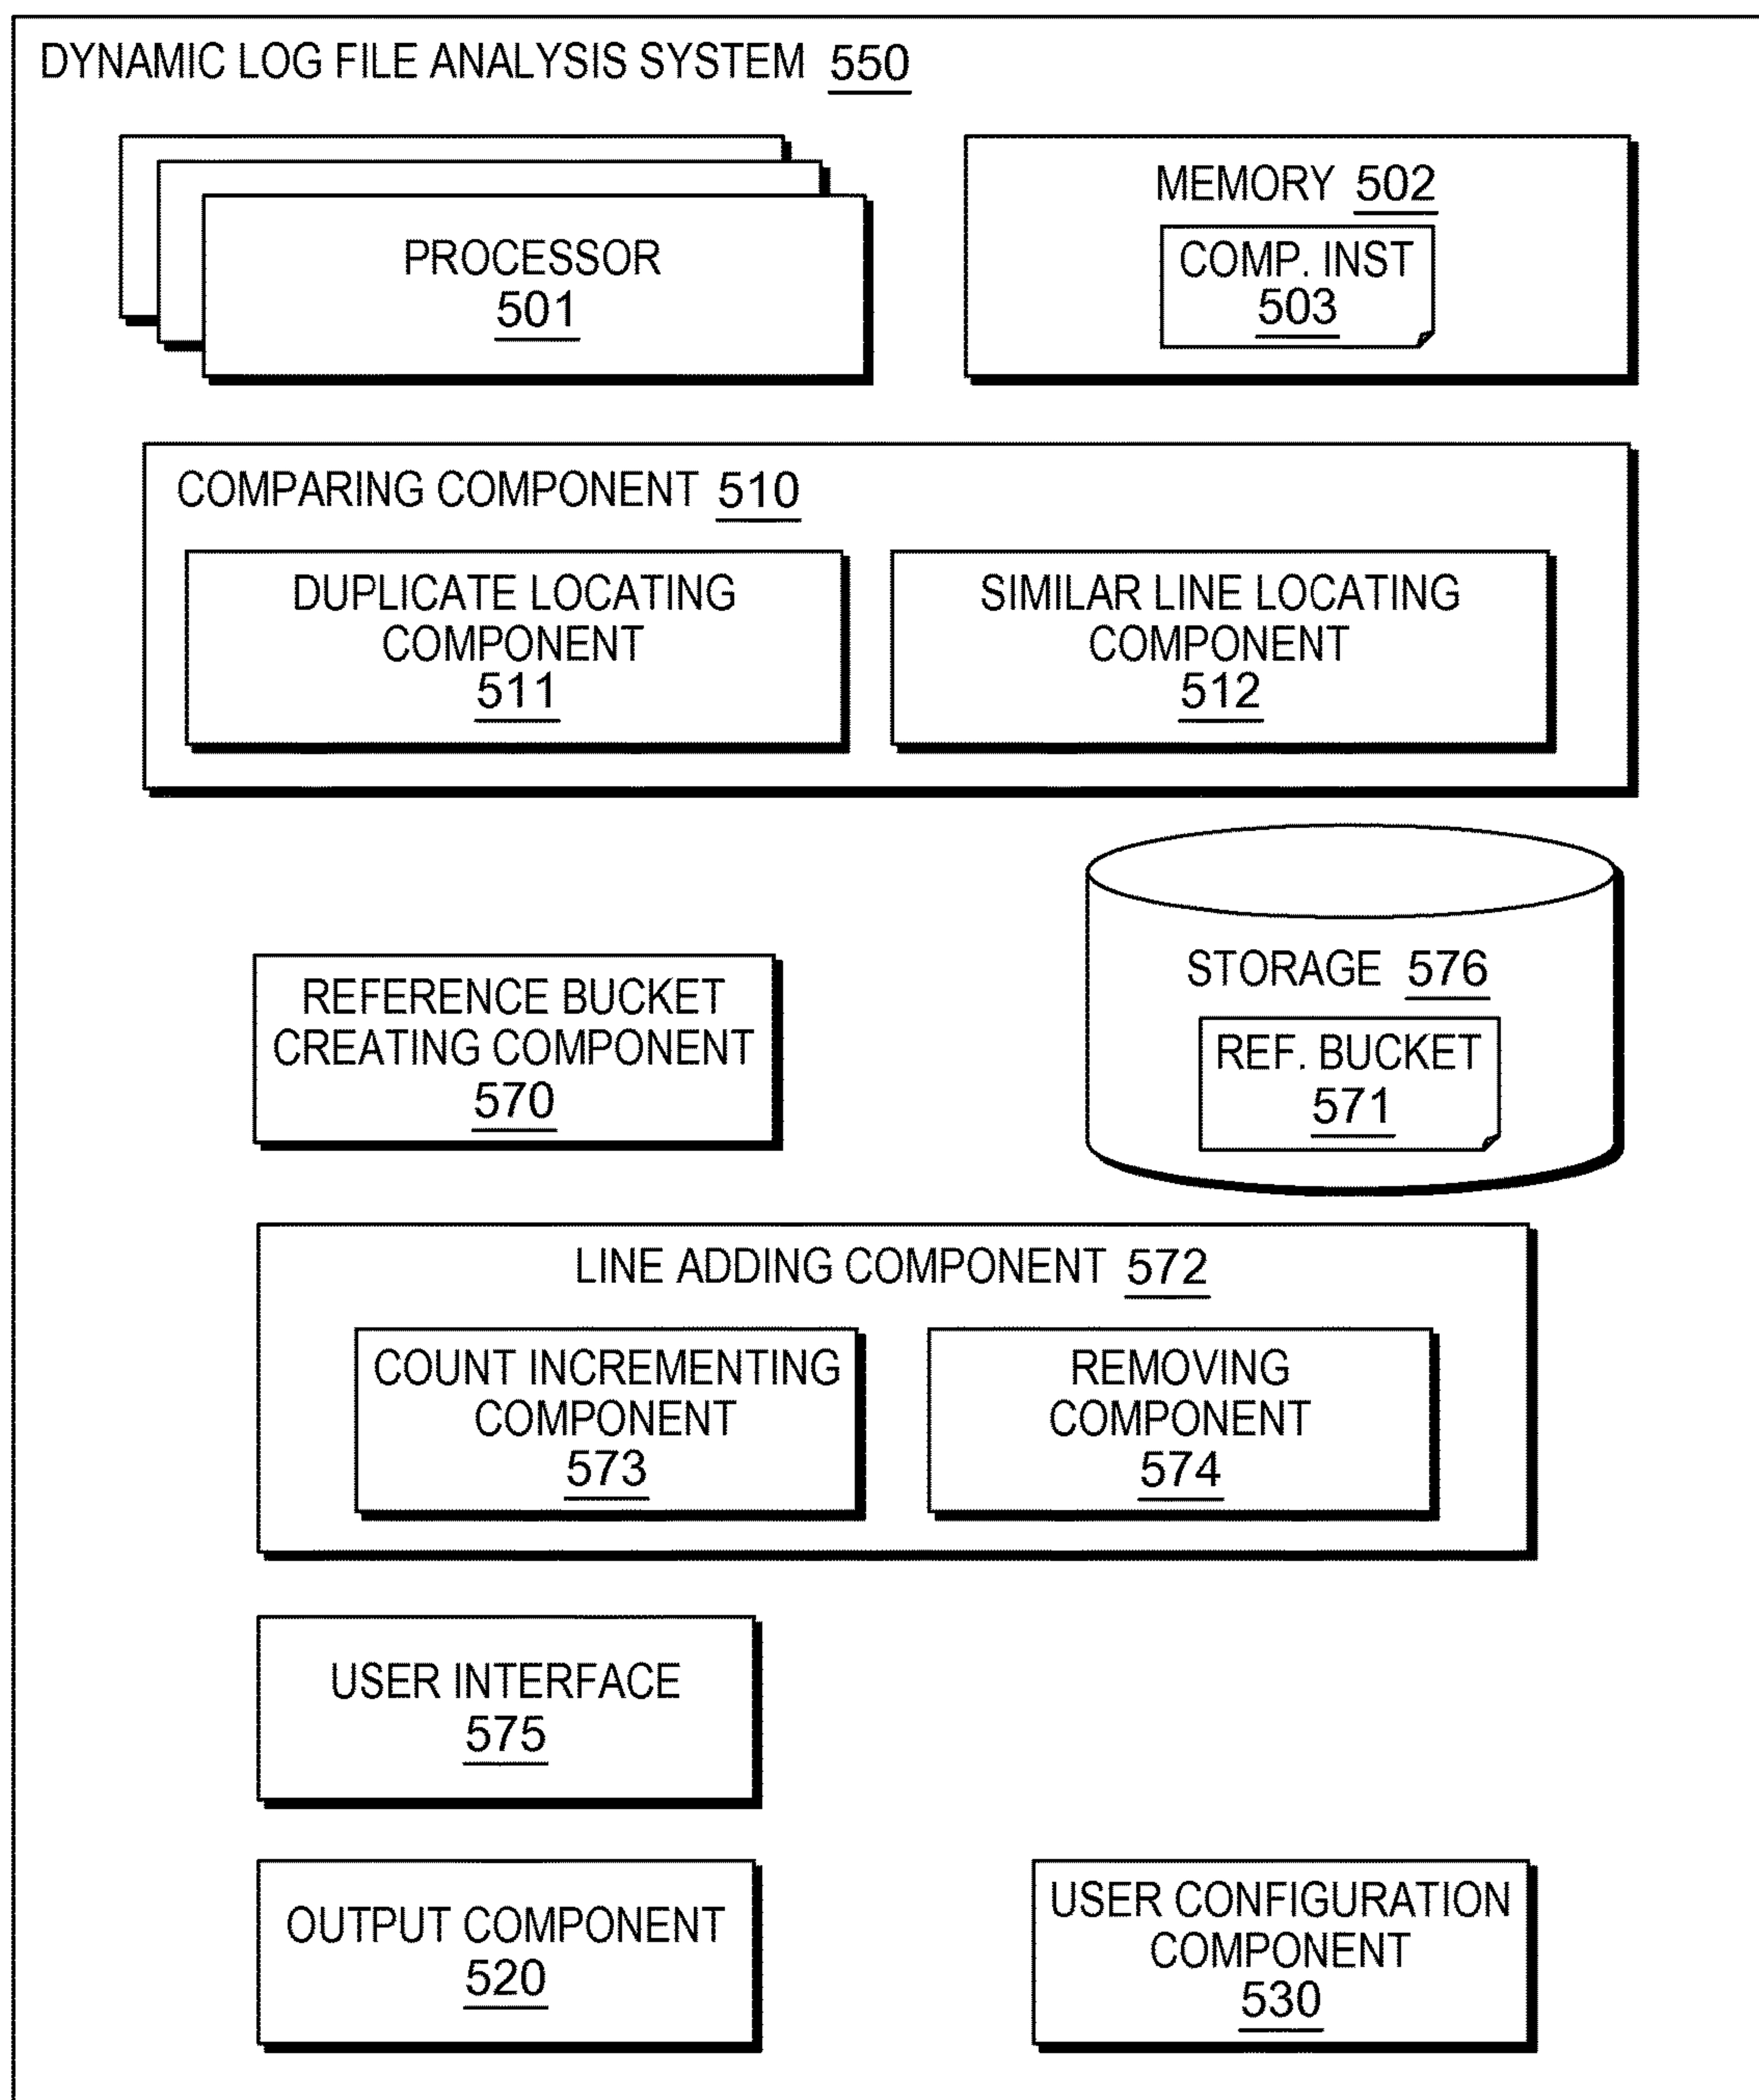 DYNAMIC LOG FILE ANALYSIS SYSTEM 550
PROCESSOR
501
MEMORY 502
COMP. INST
503
COMPARING COMPONENT 510
DUPLICATE LOCATING
COMPONENT
511
SIMILAR LINE LOCATING
COMPONENT
512
REFERENCE BUCKET
CREATING COMPONENT
570
STORAGE 576
REF. BUCKET
571
LINE ADDING COMPONENT 572
COUNT INCREMENTING
COMPONENT
573
REMOVING
COMPONENT
574
USER INTERFACE
575
OUTPUT COMPONENT
520
USER CONFIGURATION
COMPONENT
530